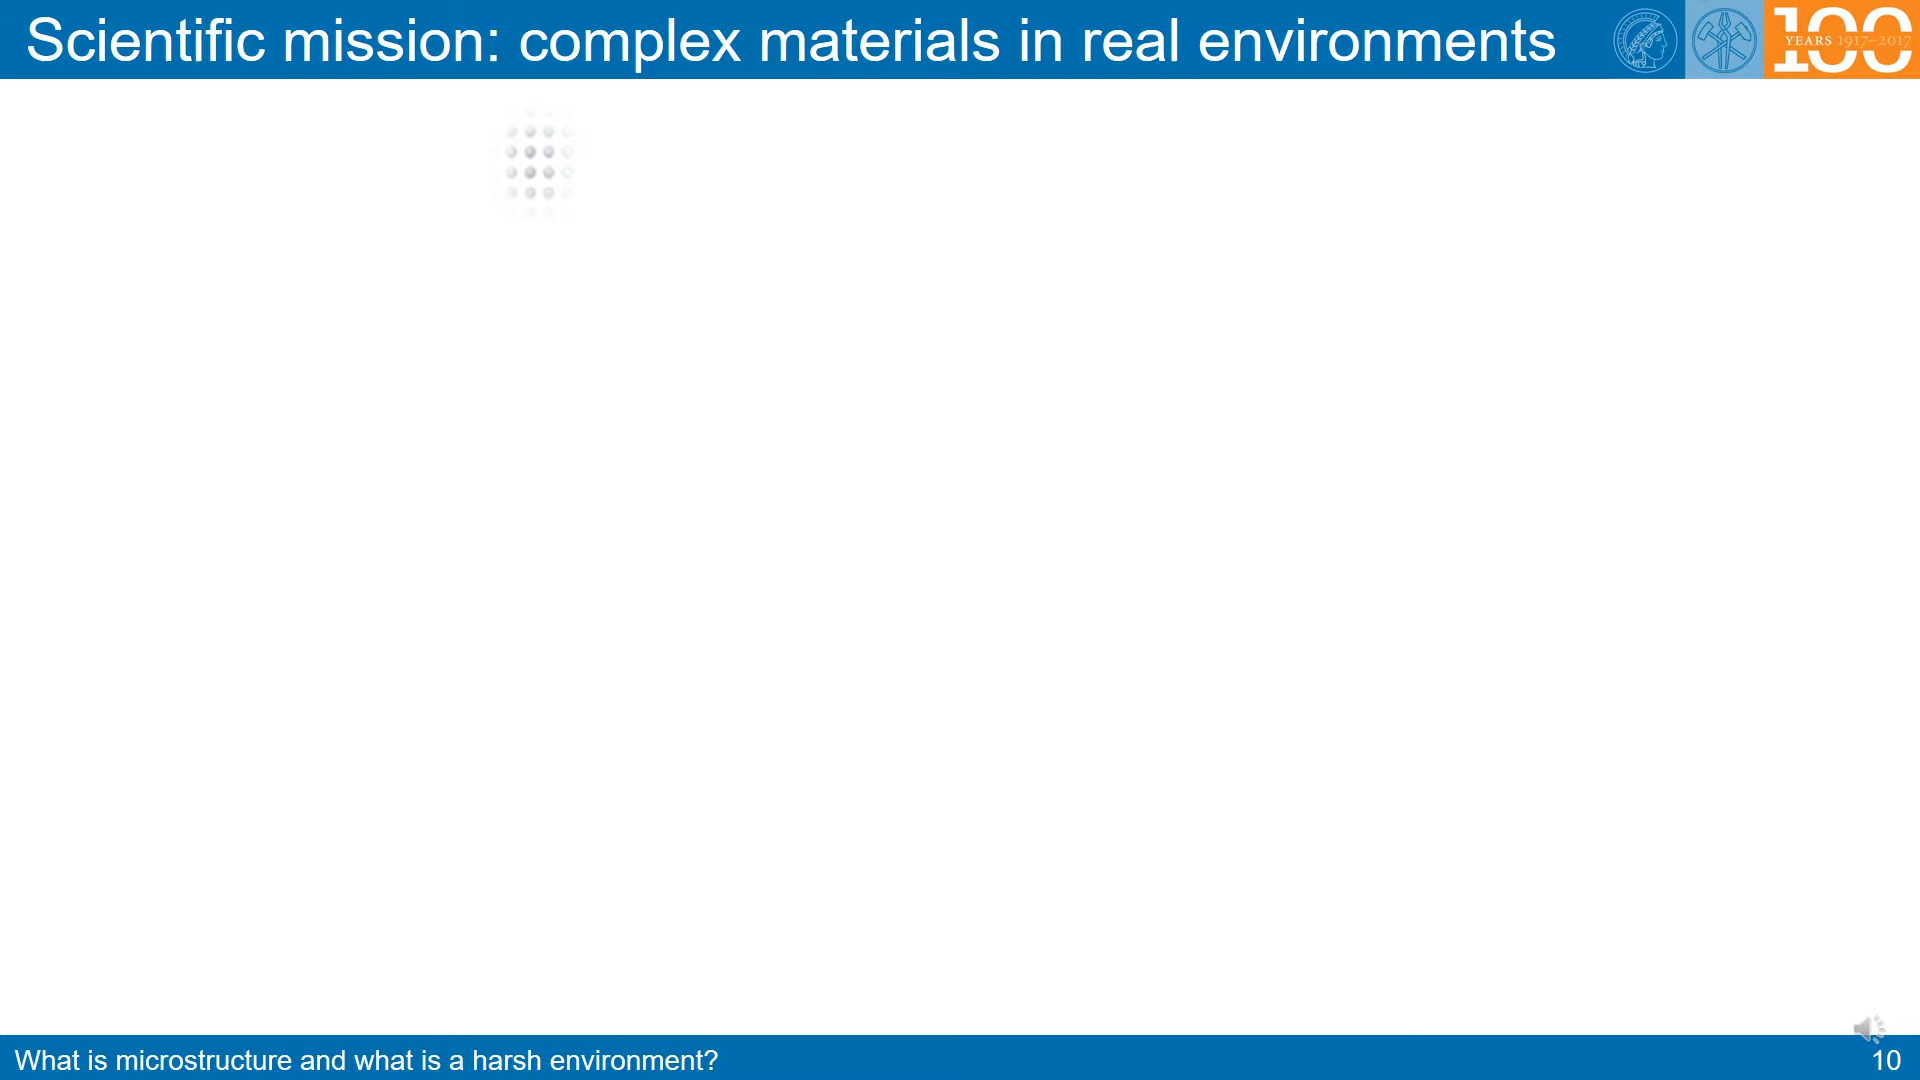 Scientific mission: complex materials in real environments
100
YEARS 1917–2017
What is microstructure and what is a harsh environment?
10